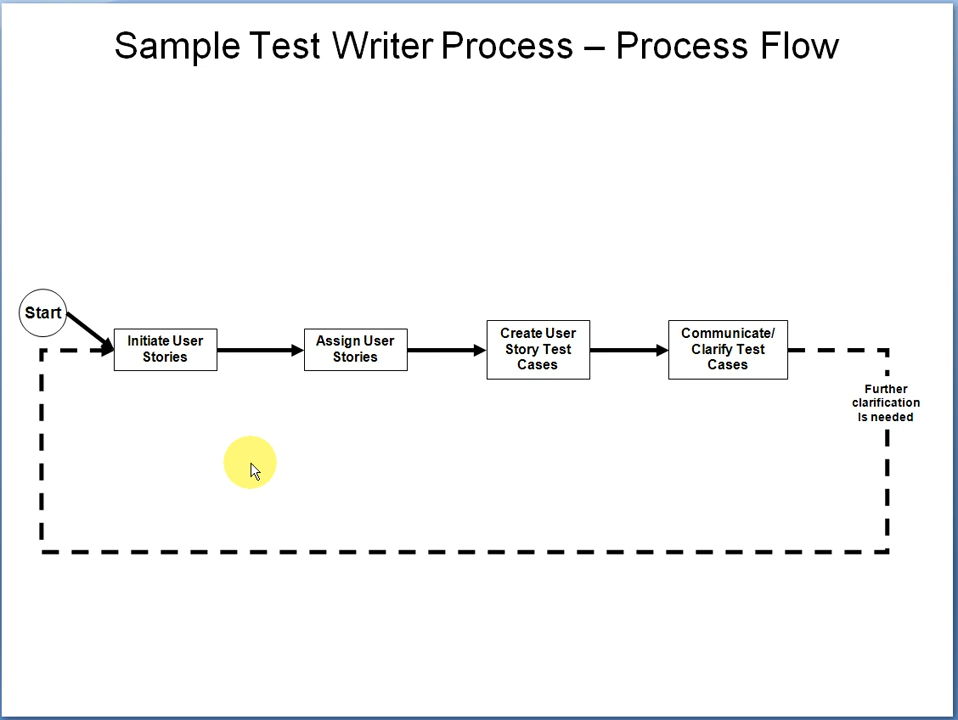 Sample Test Writer Process – Process Flow
Start
Initiate User
Stories
Assign User
Stories
Create User
Story Test
Cases
Communicate/
Clarify Test
Cases
Further
clarification
Is needed